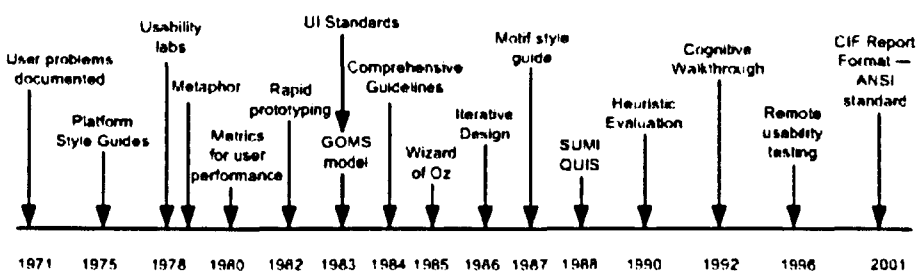 User problems
documented
Platform
Style Guides
Usability
labs
Metaphor
Metrics
for user
performance
Rapid
prototyping
UI Standards
GOMS
model
Comprehensive
Guidelines
Wizard
of Oz
Iterative
Design
Motif style
guide
SUMI
QUIS
Heuristic
Evaluation
Cognitive
Walkthrough
Remote
usability
testing
CIF Report
Format —
ANSI
standard
1971 1975 1978 1980 1982 1983 1984 1985 1986 1987 1988 1990 1992 1996 2001